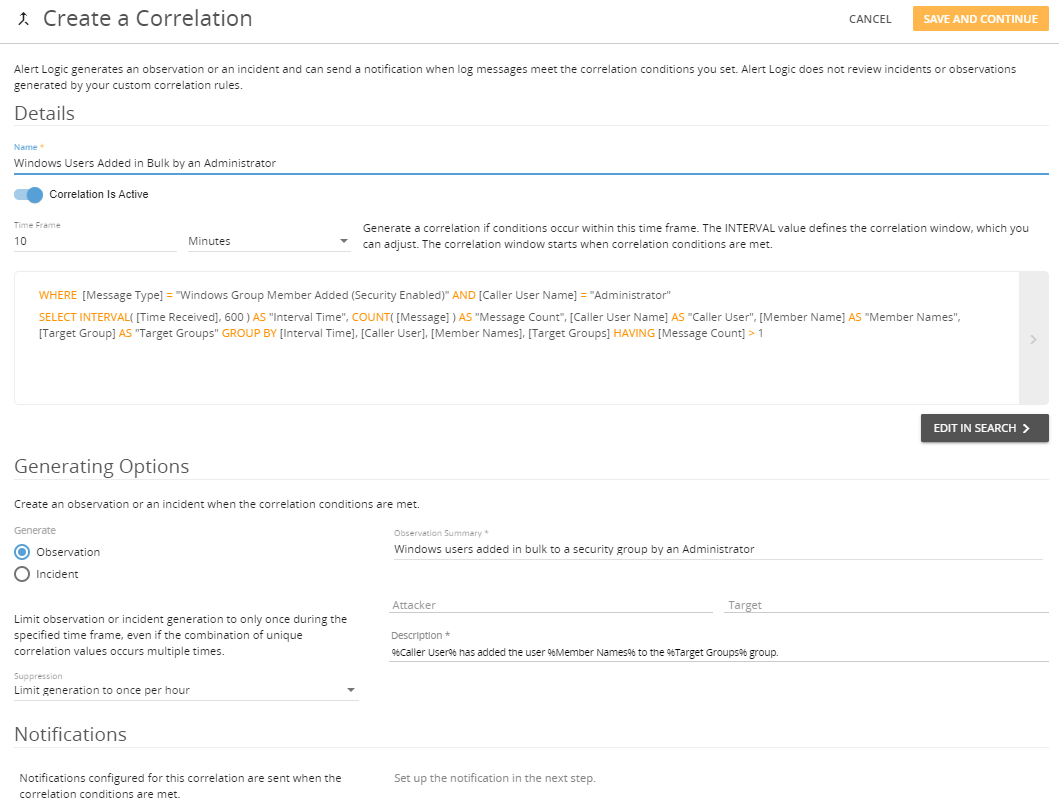 Create a Correlation
CANCEL
SAVE AND CONTINUE
Alert Logic generates an observation or an incident and can send a notification when log messages meet the correlation conditions you set. Alert Logic does not review incidents or observations
generated by your custom correlation rules.
Details
Name *
Windows Users Added in Bulk by an Administrator
Correlation Is Active
Time Frame
10
Minutes
Generate a correlation if conditions occur within this time frame. The INTERVAL value defines the correlation window, which you
can adjust. The correlation window starts when correlation conditions are met.
WHERE [Message Type] = "Windows Group Member Added (Security Enabled)" AND [Caller User Name] = "Administrator"
SELECT INTERVAL( [Time Received], 600 ) AS "Interval Time", COUNT( [Message] ) AS "Message Count", [Caller User Name] AS "Caller User", [Member Name] AS "Member Names",
[Target Group] AS "Target Groups" GROUP BY [Interval Time], [Caller User], [Member Names], [Target Groups] HAVING [Message Count] > 1
EDIT IN SEARCH
Generating Options
Create an observation or an incident when the correlation conditions are met.
Generate
Observation
Incident
Observation Summary *
Windows users added in bulk to a security group by an Administrator
Attacker
Target
Limit observation or incident generation to only once during the
specified time frame, even if the combination of unique
correlation values occurs multiple times.
Description *
%Caller User% has added the user %Member Names% to the %Target Groups% group.
Suppression
Limit generation to once per hour
Notifications
Notifications configured for this correlation are sent when the
correlation conditions are met.
Set up the notification in the next step.